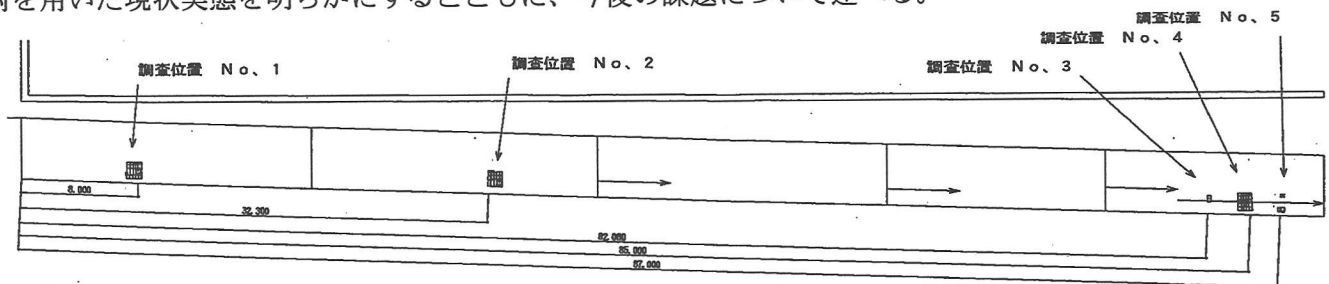 を用いた現状実態を明らかにするとともに、今後の課題について述べる。
調査位置 No、5
調査位置 No、4
調査位置 No、3
調査位置 No、1
調査位置 No、2
8.000
32.300
82.060
85.000
87.000